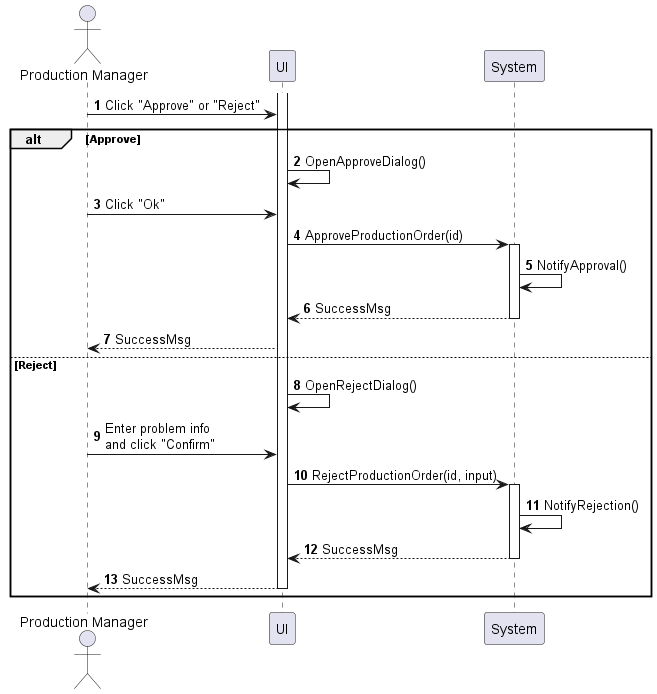 Production Manager
UI
System
1 Click "Approve" or "Reject"
alt
[Approve]
2 OpenApproveDialog()
3 Click "Ok"
4 ApproveProductionOrder(id)
5 NotifyApproval()
6 SuccessMsg
7 SuccessMsg
[Reject]
8 OpenRejectDialog()
9 Enter problem info
and click "Confirm"
10 RejectProductionOrder(id, input)
11 NotifyRejection()
12 SuccessMsg
13 SuccessMsg
Production Manager
UI
System